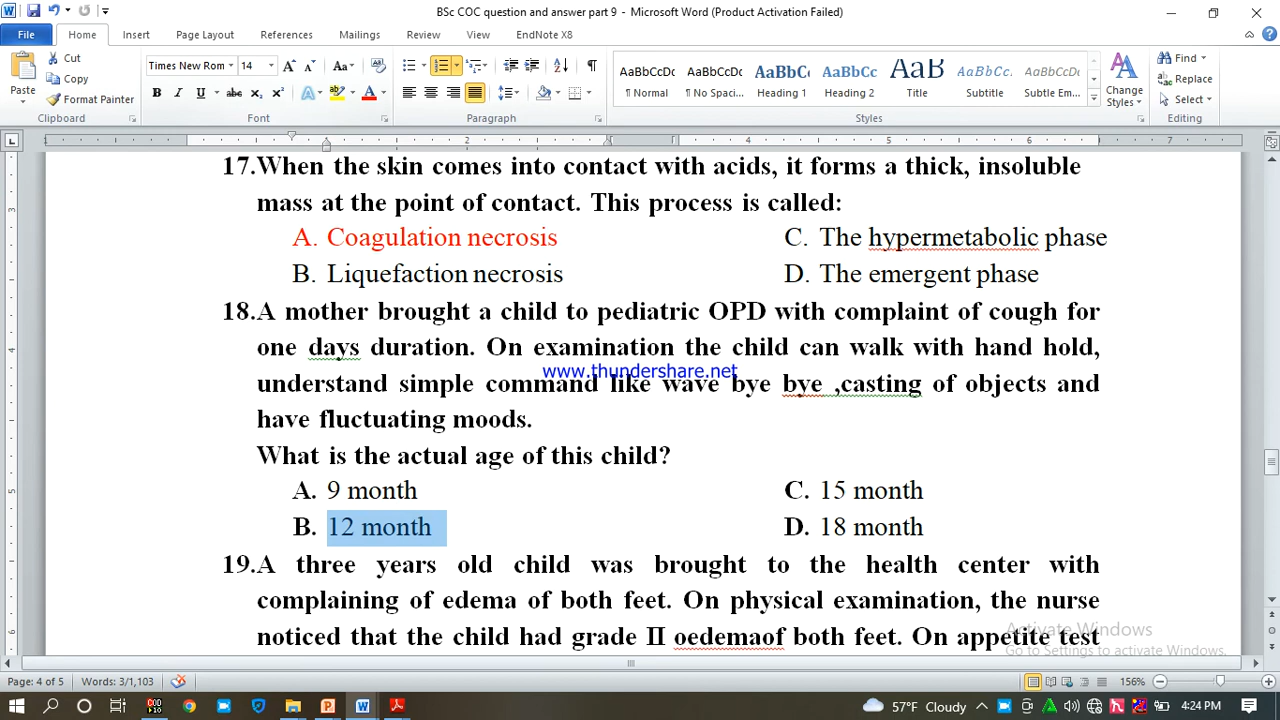 BSc COC question and answer part 9 - Microsoft Word (Product Activation Failed)
File Home Insert Page Layout References Mailings Review View EndNote X8
Paste
Cut
Copy
Format Painter
Clipboard
Times New Rom 14
Font
Paragraph
AaBbCcDc AaBbCcDc AaBbCc AaBbCc AaB AaBbCcL AaBbCcDc
¶ Normal ¶ No Spaci... Heading 1 Heading 2 Title Subtitle Subtle Em...
Change Styles
Styles
Find
Replace
Select
Editing
17.When the skin comes into contact with acids, it forms a thick, insoluble
mass at the point of contact. This process is called:
A. Coagulation necrosis C. The hypermetabolic phase
B. Liquefaction necrosis D. The emergent phase
18.A mother brought a child to pediatric OPD with complaint of cough for
one days duration. On examination the child can walk with hand hold,
www.thundershare.net
understand simple command like wave bye bye ,casting of objects and
have fluctuating moods.
What is the actual age of this child?
A. 9 month C. 15 month
B. 12 month D. 18 month
19.A three years old child was brought to the health center with
complaining of edema of both feet. On physical examination, the nurse
noticed that the child had grade II oedemaof both feet. On appetite test
Activate Windows
Go to Settings to activate Windows.
Page: 4 of 5 Words: 3/1,103 156%
57°F Cloudy 4:24 PM